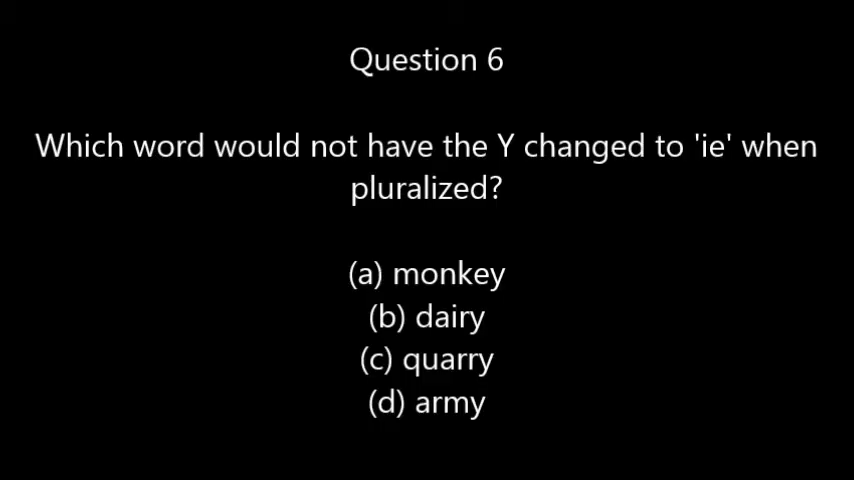 Question 6
Which word would not have the Y changed to 'ie' when
pluralized?
(a) monkey
(b) dairy
(c) quarry
(d) army